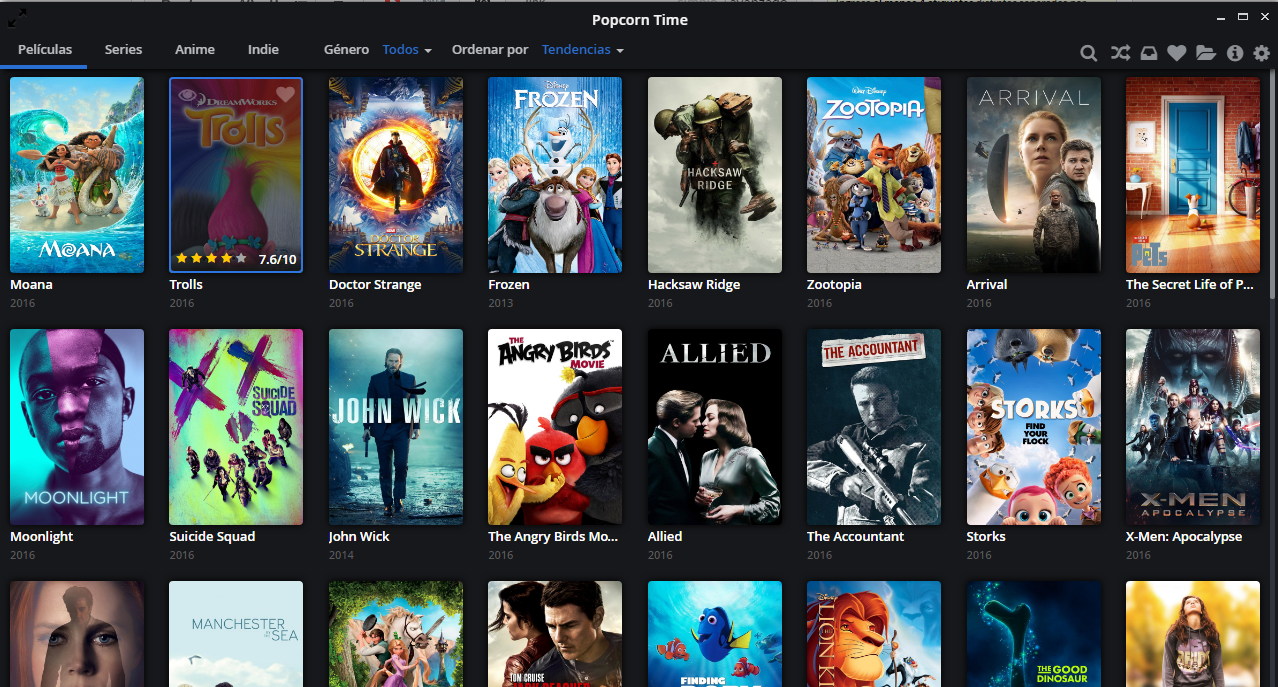 Popcorn Time
Películas Series Anime Indie Género Todos Ordenar por Tendencias
MOANA
DREAMWORKS
Trolls
7.6/10
DOCTOR
STRANGE
Disney
FROZEN
HACKSAW
RIDGE
Walt Disney
ZOOTOPIA
ARRIVAL
PETS
Moana Trolls Doctor Strange Frozen Hacksaw Ridge Zootopia Arrival The Secret Life of P...
2016 2016 2016 2013 2016 2016 2016 2016
MOONLIGHT
SUICIDE
SQUAD
JOHN WICK
THE
ANGRY BIRDS
MOVIE
ALLIED
THE ACCOUNTANT
STORKS
FIND
YOUR
FLOCK
X-MEN
APOCALYPSE
Moonlight Suicide Squad John Wick The Angry Birds Mo... Allied The Accountant Storks X-Men: Apocalypse
2016 2016 2014 2016 2016 2016 2016 2016
MANCHESTER
BY THE SEA
TOM CRUISE
FINDING
Disney
THE GOOD
DINOSAUR